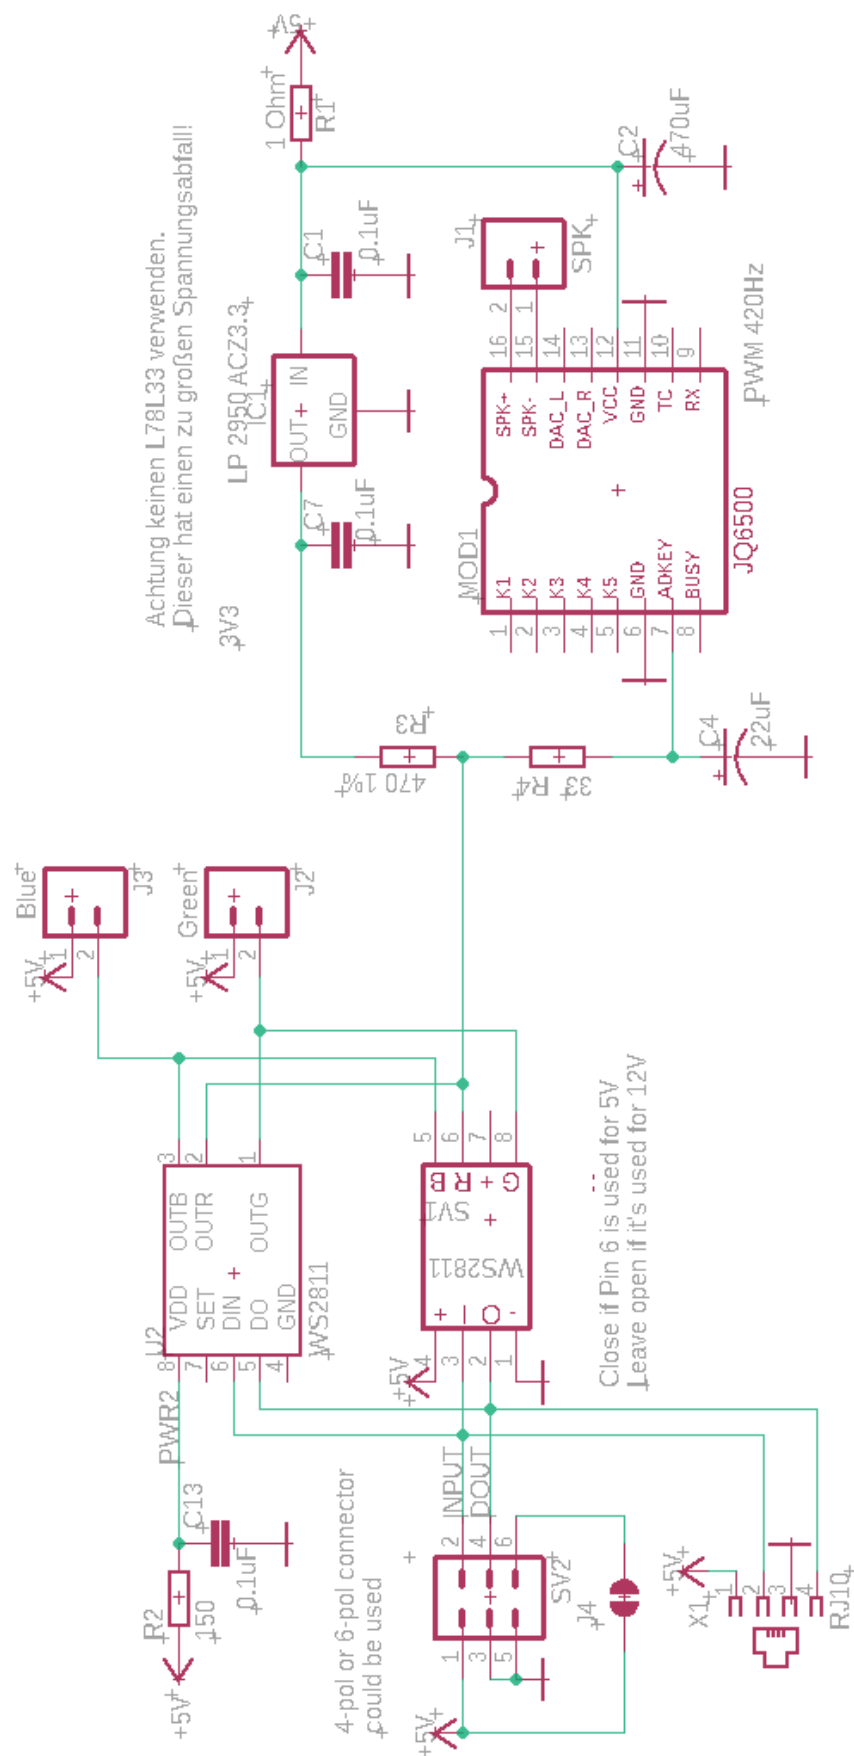 +5V
1 Ohm
R1
Achtung keinen L78L33 verwenden.
Dieser hat einen zu großen Spannungsabfall!
C1
0.1uF
C2
470uF
LP 2950 ACZ3.3
IC1
IN
OUT
GND
C7
0.1uF
3V3
J1
SPK
2
1
16
15
14
13
12
11
10
9
SPK+
SPK-
DAC_L
DAC_R
VCC
GND
TC
RX
PWM 420Hz
MOD1
JQ6500
K1
K2
K3
K4
K5
GND
ADKEY
BUSY
1
2
3
4
5
6
7
8
R3
470 1%
R4
33
C4
22uF
Blue
J3
+5V
1
2
Green
J2
+5V
1
2
3
2
1
OUTB
OUTR
OUTG
VDD
SET
DIN
DO
GND
U2
WS2811
8
7
6
5
4
PWR2
5
6
7
8
B
R
+
G
SV1
WS2811
+
I
O
-
4
3
2
1
+5V
Close if Pin 6 is used for 5V
Leave open if it's used for 12V
C13
0.1uF
R2
150
+5V
4-pol or 6-pol connector
could be used
INPUT
DOUT
2
4
6
SV2
1
3
5
+5V
J4
+5V
X1
1
2
3
4
RJ10